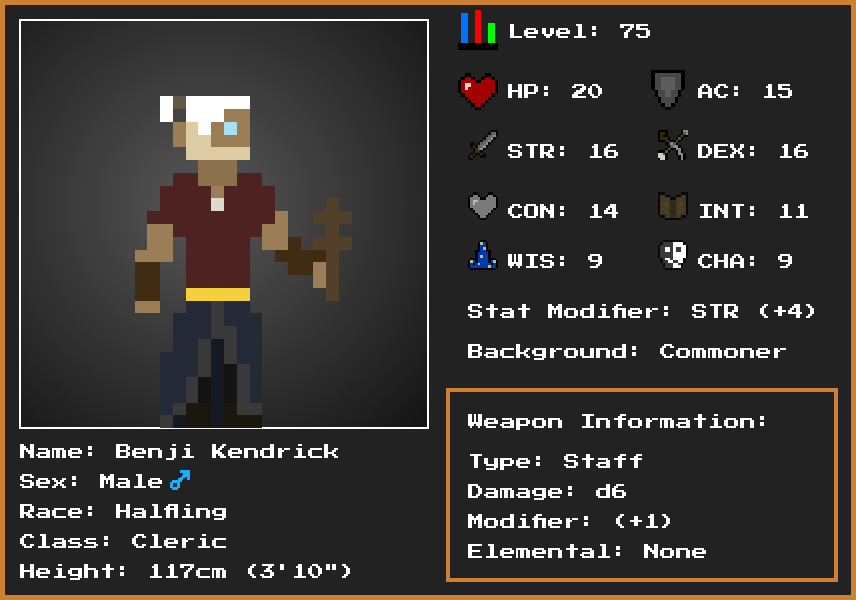 Level: 75
HP: 20 AC: 15
STR: 16 DEX: 16
CON: 14 INT: 11
WIS: 9 CHA: 9
Stat Modifier: STR (+4)
Background: Commoner
Weapon Information:
Type: Staff
Damage: d6
Modifier: (+1)
Elemental: None
Name: Benji Kendrick
Sex: Male ♂
Race: Halfling
Class: Cleric
Height: 117cm (3'10")